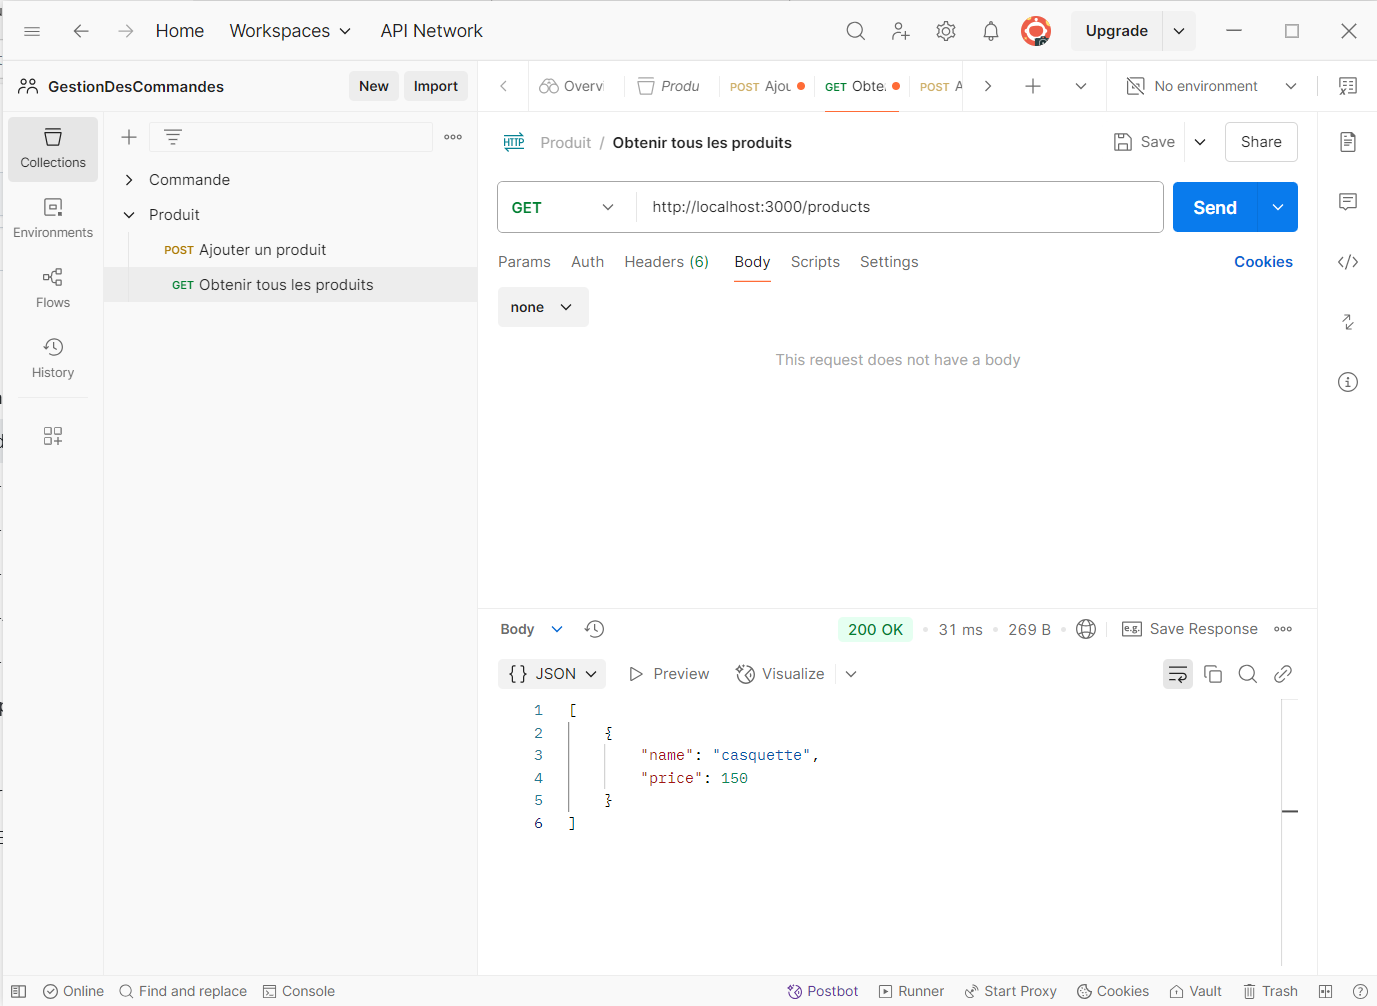 Home Workspaces API Network Upgrade
GestionDesCommandes New Import
Overvi Produ POST Ajou GET Obte. POST A No environment
Collections
Environments
Flows
History
Commande
Produit
POST Ajouter un produit
GET Obtenir tous les produits
HTTP Produit / Obtenir tous les produits Save Share
GET http://localhost:3000/products Send
Params Auth Headers (6) Body Scripts Settings Cookies
none
This request does not have a body
Body 200 OK 31 ms 269 B e.g. Save Response
{} JSON Preview Visualize
1 [
2 {
3 "name": "casquette",
4 "price": 150
5 }
6 ]
Online Find and replace Console Postbot Runner Start Proxy Cookies Vault Trash